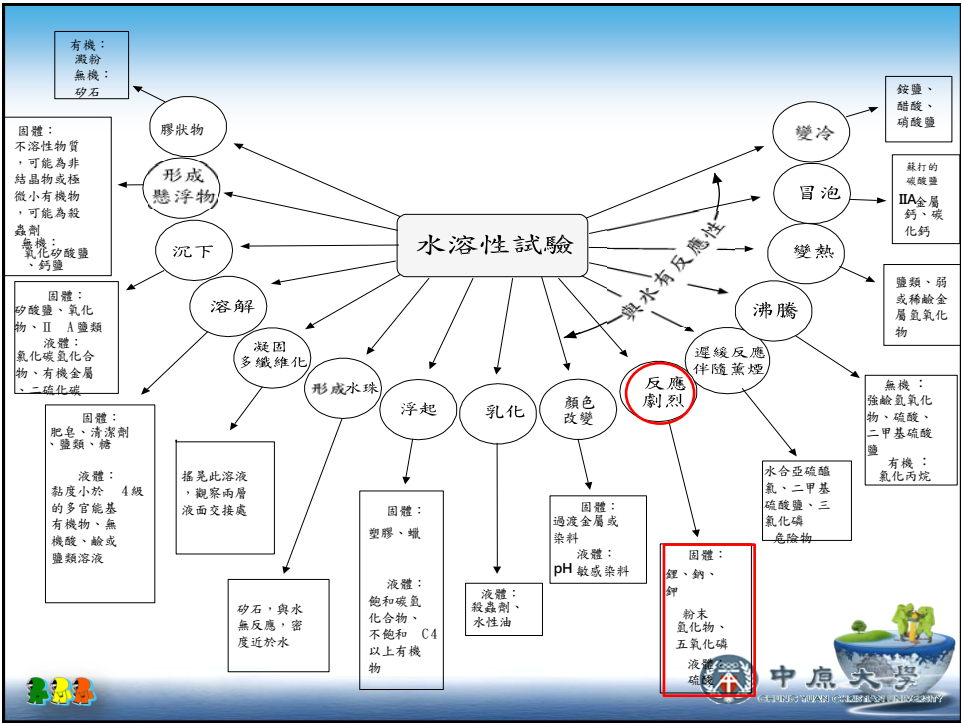 水溶性試驗
與水有反應性
膠狀物
有機：
澱粉
無機：
矽石
形成
懸浮物
固體：
不溶性物質
，可能為非
結晶物或極
微小有機物
，可能為殺
蟲劑
無機：
氧化矽酸鹽
、鈣鹽
沉下
固體：
矽酸鹽、氧化
物、II A鹽類
液體：
氯化碳氫化合
物、有機金屬
、二硫化碳
溶解
固體：
肥皂、清潔劑
、鹽類、糖
液體：
黏度小於 4級
的多官能基
有機物、無
機酸、鹼或
鹽類溶液
凝固
多纖維化
搖晃此溶液
，觀察兩層
液面交接處
形成水珠
矽石，與水
無反應，密
度近於水
浮起
固體：
塑膠、蠟
液體：
飽和碳氫
化合物、
不飽和 C4
以上有機
物
乳化
液體：
殺蟲劑、
水性油
顏色
改變
固體：
過渡金屬或
染料
液體：
pH 敏感染料
反應
劇烈
固體：
鋰、鈉、
鉀
粉末
氫化物、
五氧化磷
液體：
硫酸
遲緩反應
伴隨薰煙
水合亞硫醯
氯、二甲基
硫酸鹽、三
氯化磷
危險物
沸騰
無機：
強鹼氫氧化
物、硫酸、
二甲基硫酸
鹽
有機：
氯化丙烷
變熱
鹽類、弱
或稀鹼金
屬氫氧化
物
冒泡
蘇打的
碳酸鹽
IIA金屬
鈣、碳
化鈣
變冷
銨鹽、
醋酸、
硝酸鹽
中原大學
CHUNG YUAN CHRISTIAN UNIVERSITY